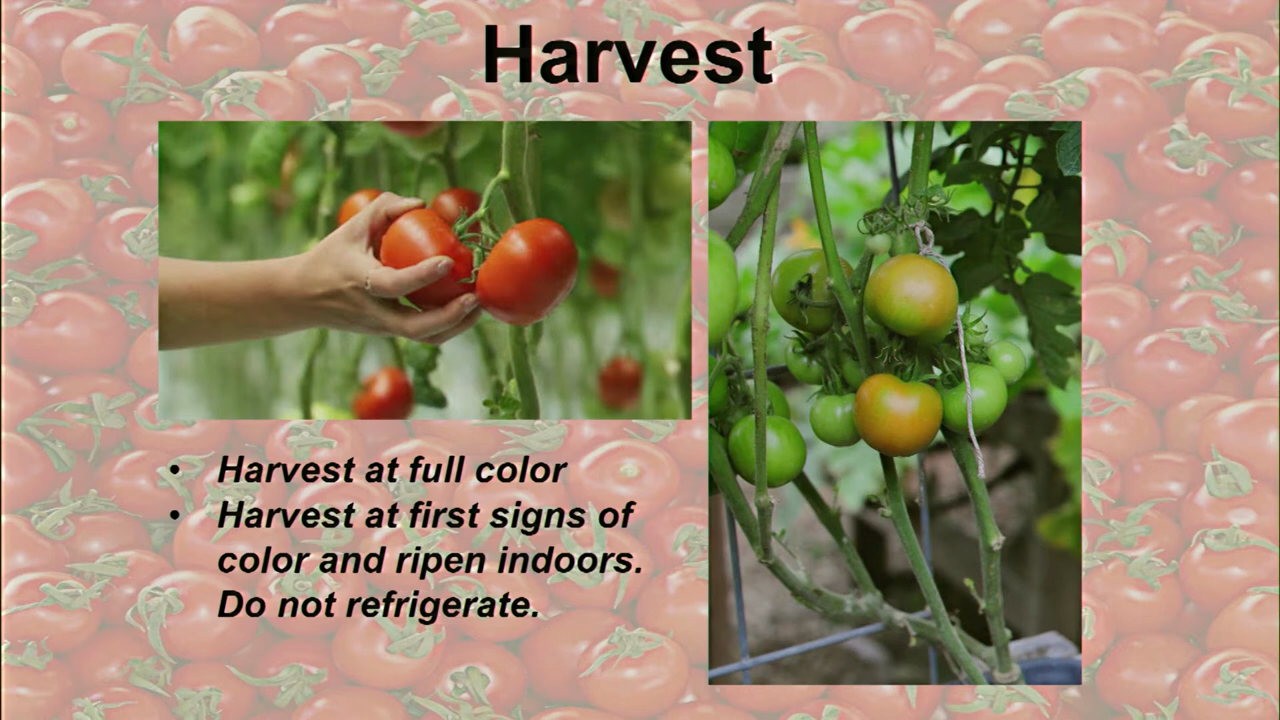 Harvest
• Harvest at full color
• Harvest at first signs of
color and ripen indoors.
Do not refrigerate.